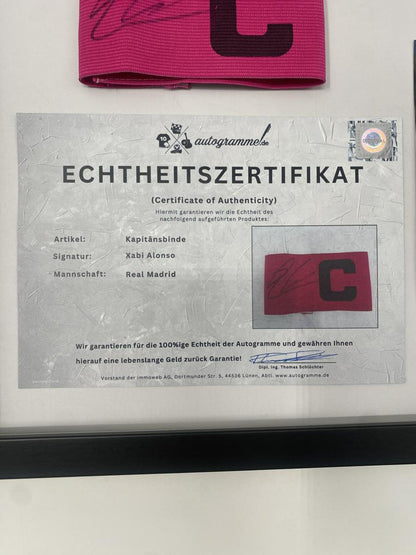 C
10
autogramme.de
ECHTHEITSZERTIFIKAT
(Certificate of Authenticity)
Hiermit garantieren wir die Echtheit des
nachfolgend aufgeführten Produktes:
Artikel: Kapitänsbinde
Signatur: Xabi Alonso
Mannschaft: Real Madrid
C
Wir garantieren für die 100%ige Echtheit der Autogramme und gewähren Ihnen
hierauf eine lebenslange Geld zurück Garantie!
Dipl. Ing. Thomas Schlüchter
Vorstand der immoweb AG, Dortmunder Str. 5, 44536 Lünen, Abtl. www.autogramme.de